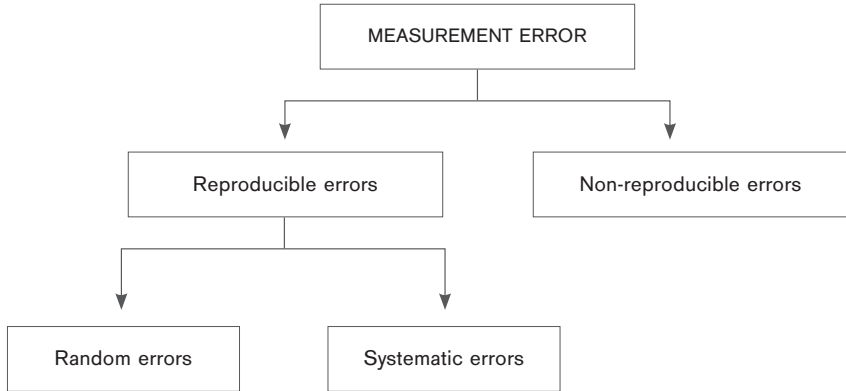 MEASUREMENT ERROR
Reproducible errors
Non-reproducible errors
Random errors
Systematic errors